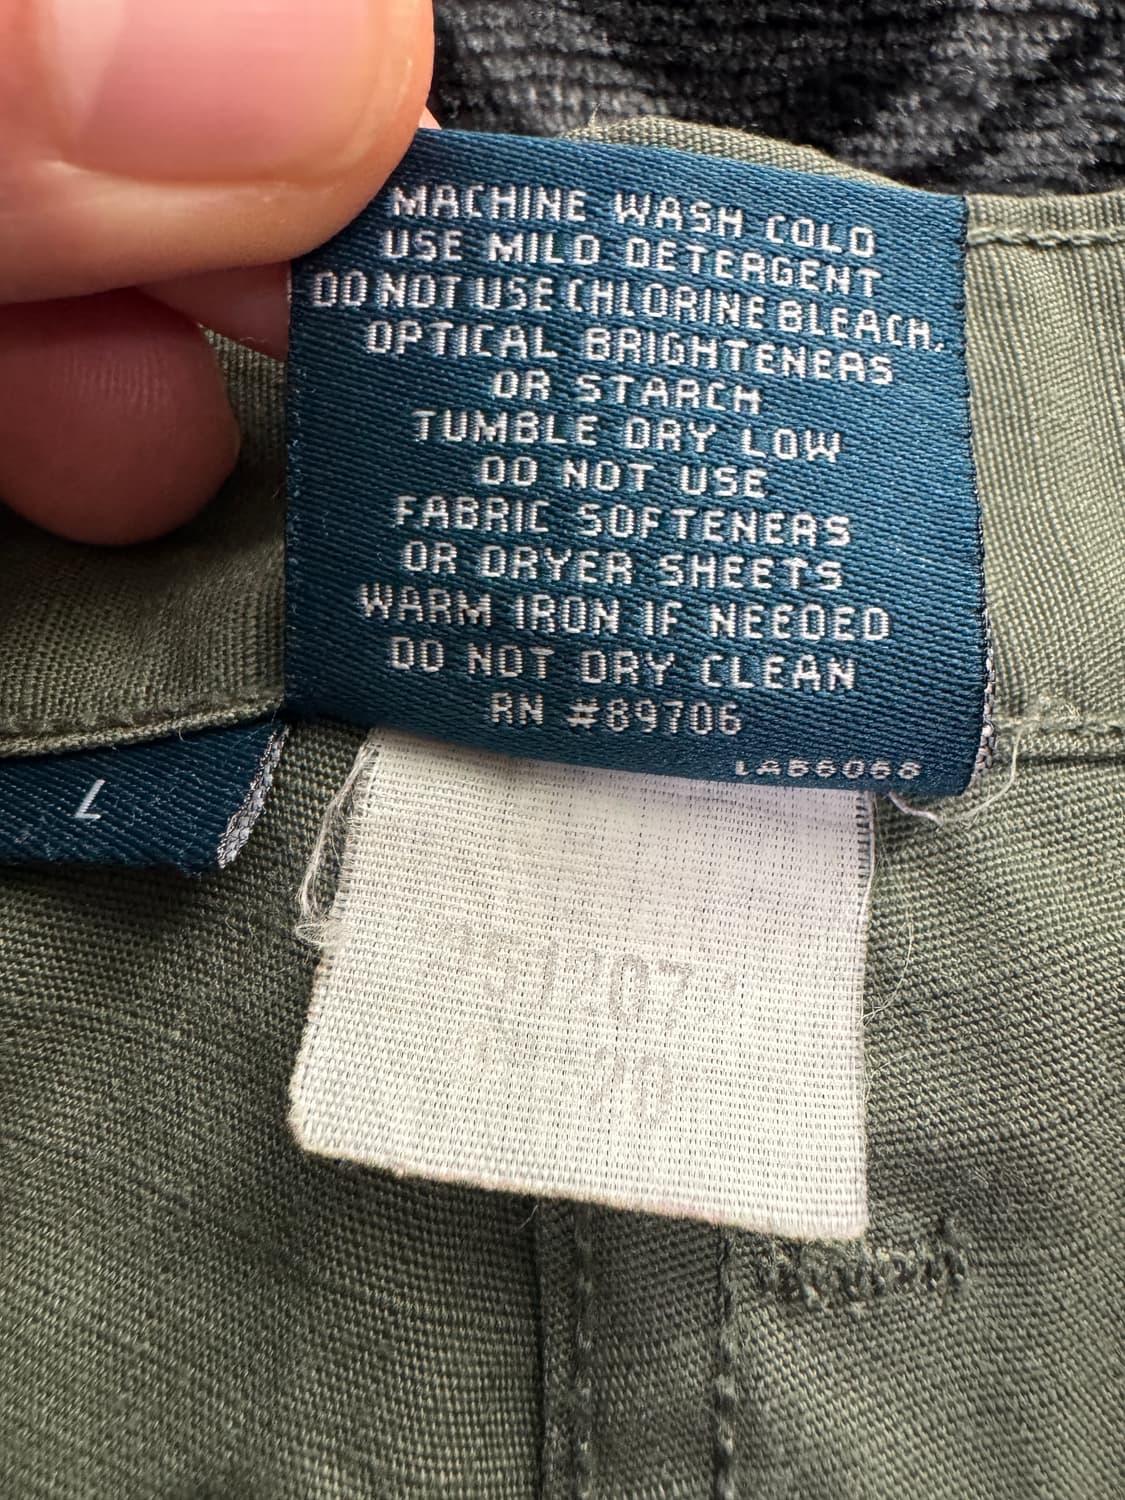 MACHINE WASH COLD
USE MILD DETERGENT
DO NOT USE CHLORINE BLEACH,
OPTICAL BRIGHTENERS
OR STARCH
TUMBLE DRY LOW
DO NOT USE
FABRIC SOFTENERS
OR DRYER SHEETS
WARM IRON IF NEEDED
DO NOT DRY CLEAN
RN #89706
LAB6068
L